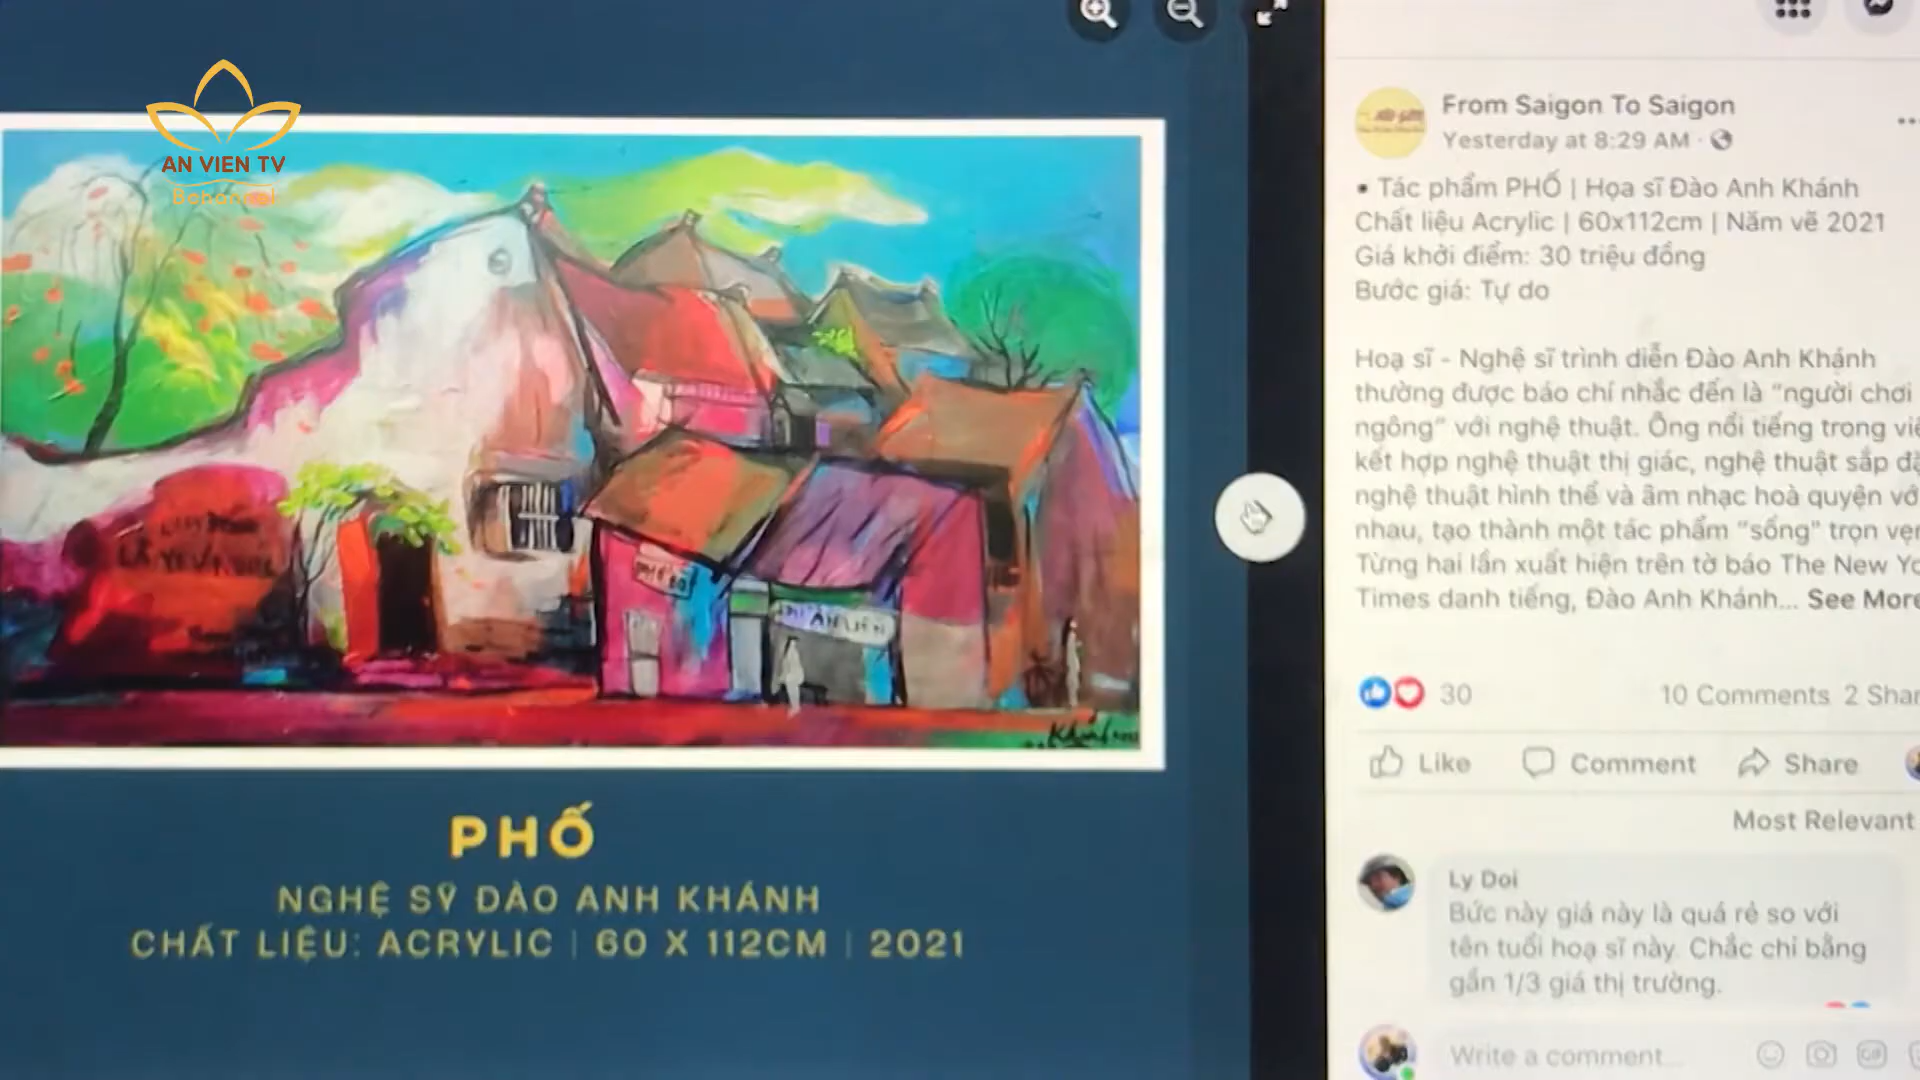 AN VIEN TV
PHỐ
NGHỆ SỸ ĐÀO ANH KHÁNH
CHẤT LIỆU: ACRYLIC | 60 X 112CM | 2021
From Saigon To Saigon
Yesterday at 8:29 AM ·
• Tác phẩm PHỐ | Họa sĩ Đào Anh Khánh
Chất liệu Acrylic | 60x112cm | Năm vẽ 2021
Giá khởi điểm: 30 triệu đồng
Bước giá: Tự do
Hoạ sĩ - Nghệ sĩ trình diễn Đào Anh Khánh
thường được báo chí nhắc đến là "người chơi
ngông" với nghệ thuật. Ông nổi tiếng trong
kết hợp nghệ thuật thị giác, nghệ thuật sắp
nghệ thuật hình thể và âm nhạc hoà quyện
nhau, tạo thành một tác phẩm "sống" trọn
Từng hai lần xuất hiện trên tờ báo The New
Times danh tiếng, Đào Anh Khánh... See More
30
10 Comments 2
Like
Comment
Share
Most Relevant
Ly Doi
Bức này giá này là quá rẻ so với
tên tuổi hoạ sĩ này. Chắc chỉ bằng
gần 1/3 giá thị trường.
Write a comment...
GIF